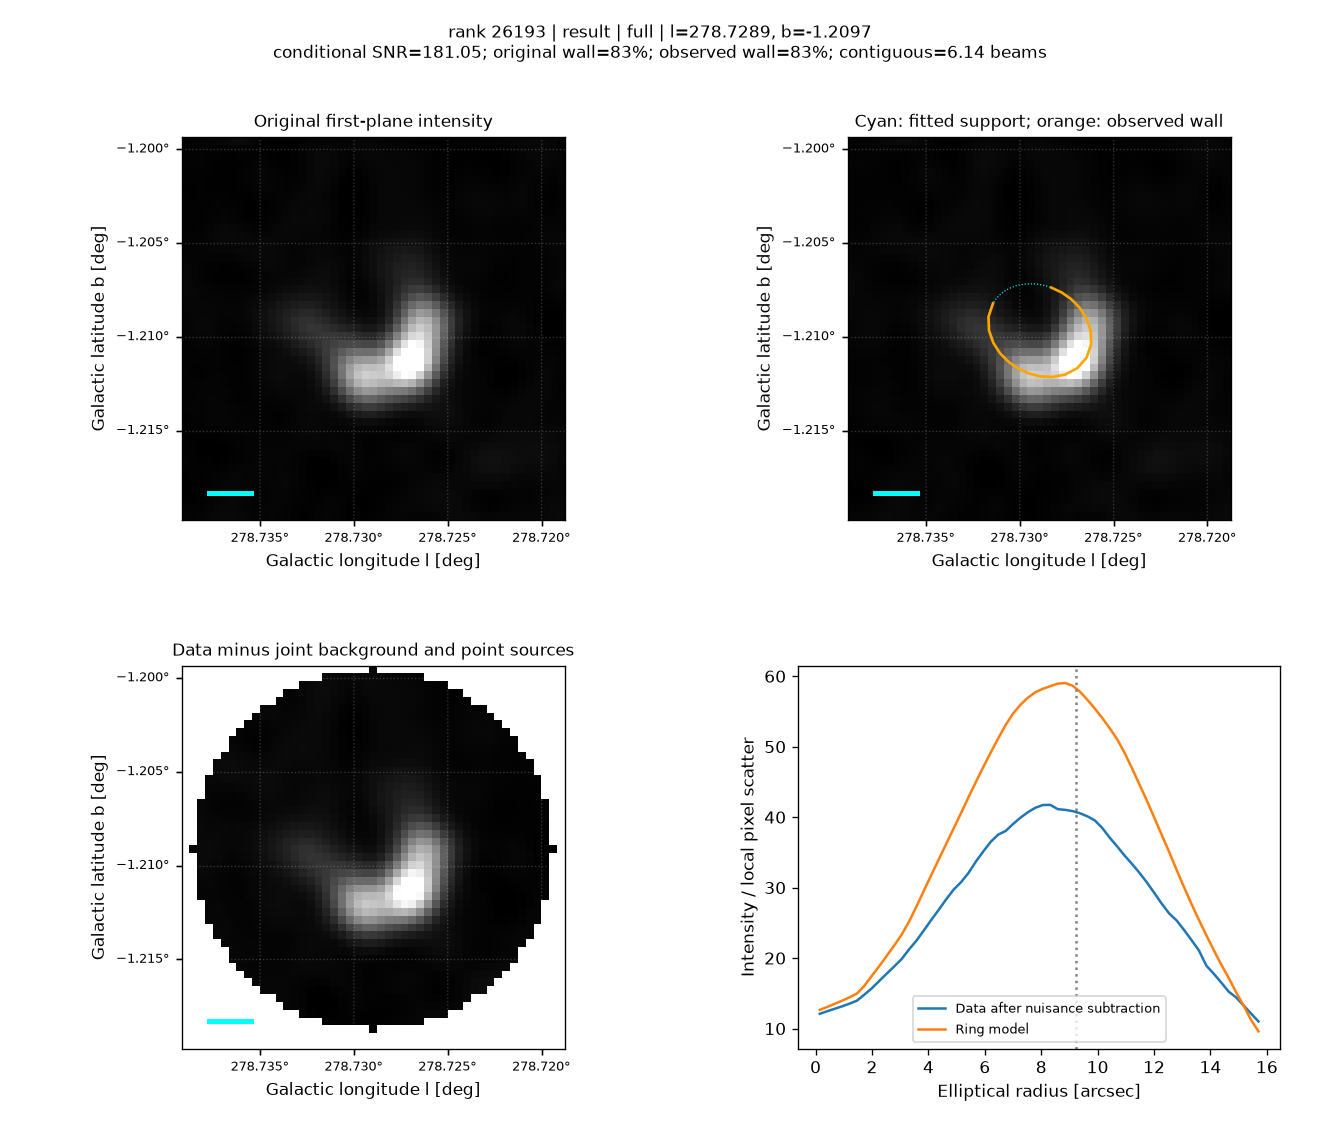 rank 26193 | result | full | l=278.7289, b=-1.2097
conditional SNR=181.05; original wall=83%; observed wall=83%; contiguous=6.14 beams
Original first-plane intensity
−1.200°
−1.205°
−1.210°
−1.215°
Galactic latitude b [deg]
278.735° 278.730° 278.725° 278.720°
Galactic longitude l [deg]
Cyan: fitted support; orange: observed wall
−1.200°
−1.205°
−1.210°
−1.215°
Galactic latitude b [deg]
278.735° 278.730° 278.725° 278.720°
Galactic longitude l [deg]
Data minus joint background and point sources
−1.200°
−1.205°
−1.210°
−1.215°
Galactic latitude b [deg]
278.735° 278.730° 278.725° 278.720°
Galactic longitude l [deg]
60
50
40
30
20
10
Intensity / local pixel scatter
Data after nuisance subtraction
Ring model
0 2 4 6 8 10 12 14 16
Elliptical radius [arcsec]